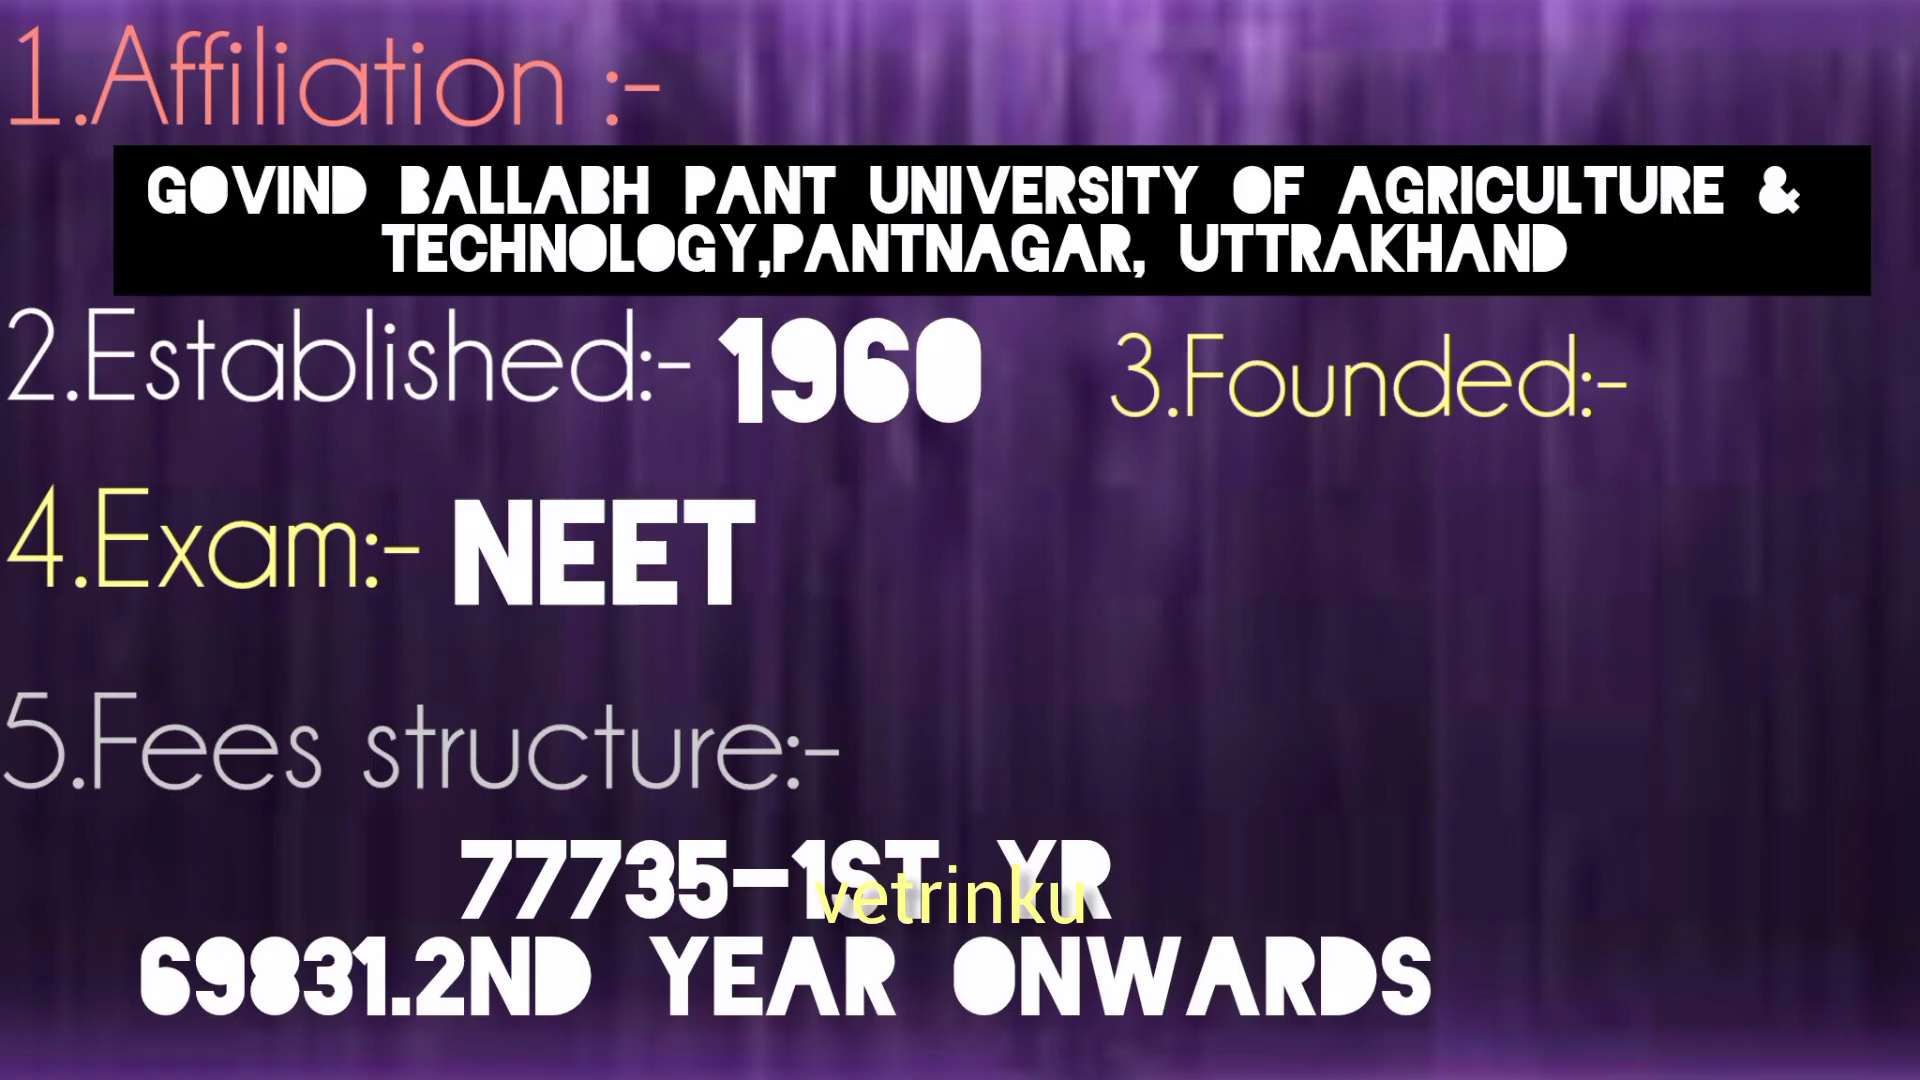 1.Affiliation :-
GOVIND BALLABH PANT UNIVERSITY OF AGRICULTURE &
TECHNOLOGY,PANTNAGAR, UTTRAKHAND
2.Established:- 1960 3.Founded:-
4.Exam:- NEET
5.Fees structure:-
77735-1ST YR
vetrinku
69831.2ND YEAR ONWARDS